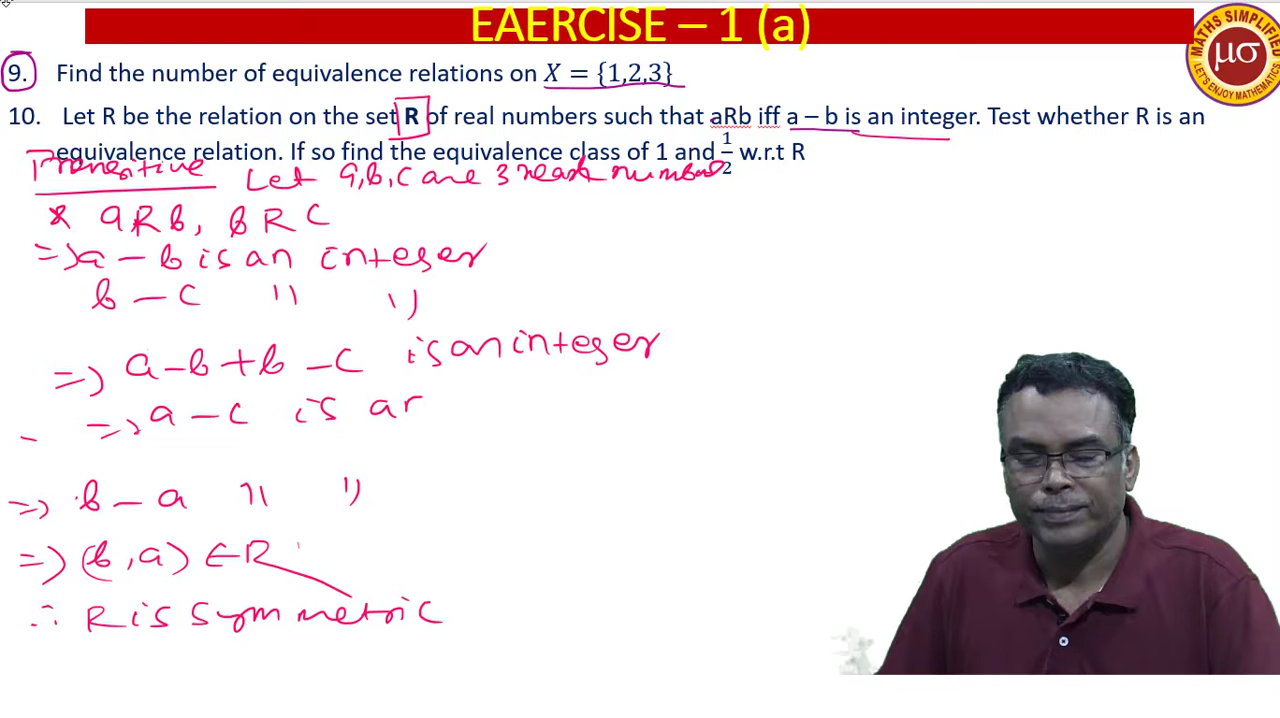 EAERCISE – 1 (a)
MATHS SIMPLIFIED
μσ
LET'S ENJOY MATHEMATICS
9. Find the number of equivalence relations on X = {1,2,3}
10. Let R be the relation on the set R of real numbers such that aRb iff a – b is an integer. Test whether R is an
equivalence relation. If so find the equivalence class of 1 and 1/2 w.r.t R
Transitive Let a, b, c are 3 real numbers
& aRb, bRc
=> a – b is an integer
b – c " "
=> a – b + b – c is an integer
=> a – c is an
=> b – a " "
=> (b, a) ∈ R
∴ R is Symmetric